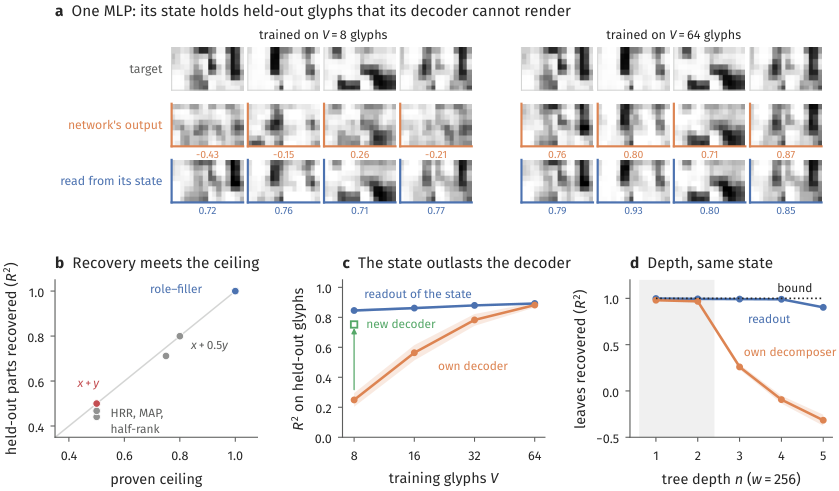 a One MLP: its state holds held-out glyphs that its decoder cannot render
trained on V = 8 glyphs
trained on V = 64 glyphs
target
network's output
−0.43 −0.15 0.26 −0.21
0.76 0.80 0.71 0.87
read from its state
0.72 0.76 0.71 0.77
0.79 0.93 0.80 0.85
b Recovery meets the ceiling
held-out parts recovered (R²)
1.0
0.8
0.6
0.4
role–filler
x + 0.5y
x + y
HRR, MAP,
half-rank
0.4 0.6 0.8 1.0
proven ceiling
c The state outlasts the decoder
R² on held-out glyphs
1.0
0.8
0.6
0.4
0.2
0.0
readout of the state
new decoder
own decoder
8 16 32 64
training glyphs V
d Depth, same state
leaves recovered (R²)
1.0
0.5
0.0
−0.5
bound
readout
own decomposer
1 2 3 4 5
tree depth n (w = 256)